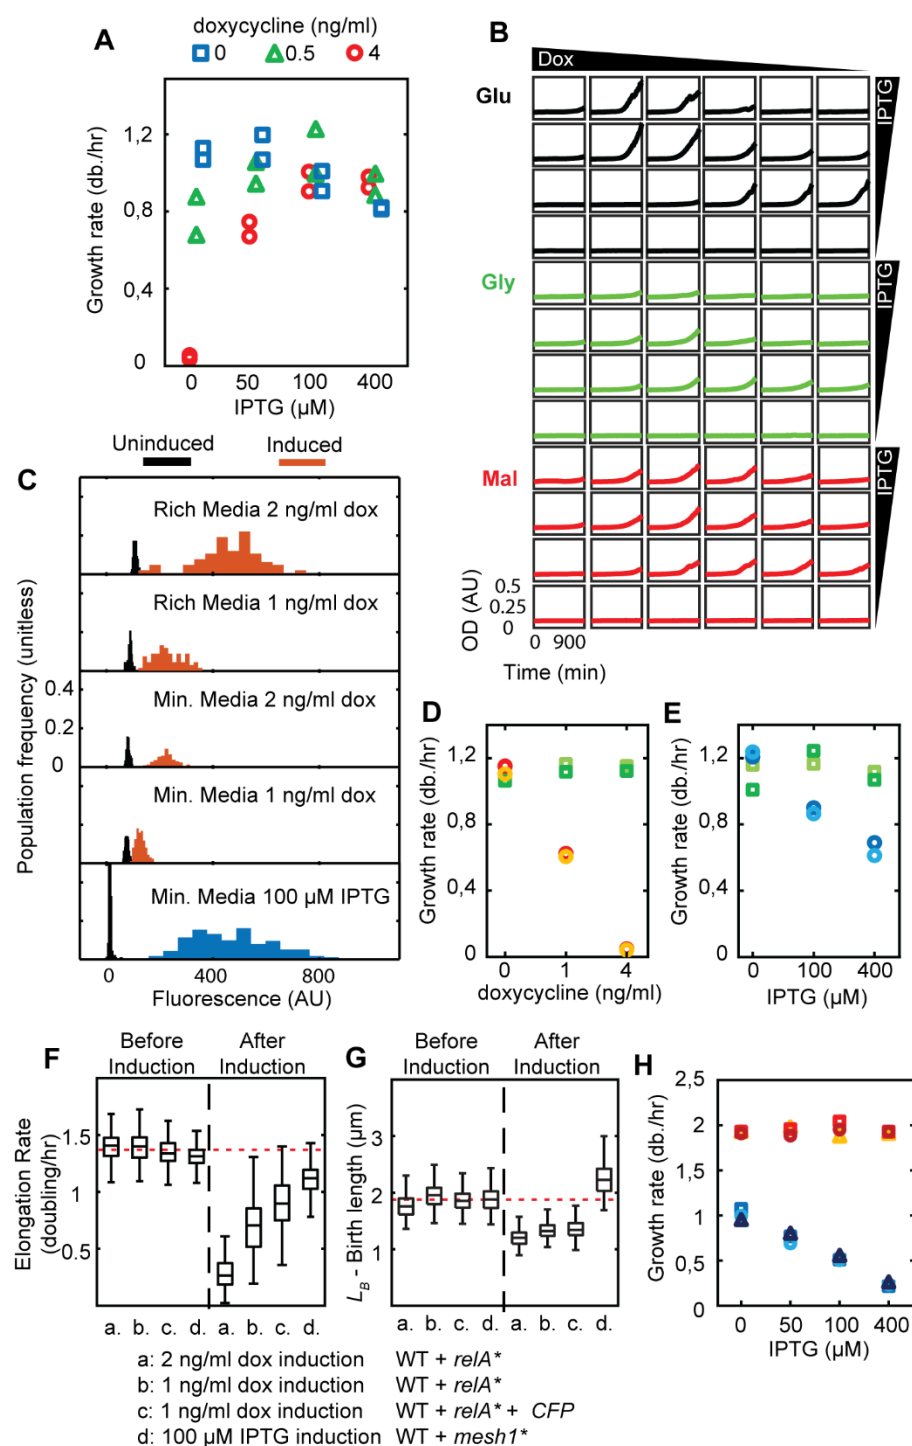 A
doxycycline (ng/ml)
0
0.5
4
Growth rate (db./hr)
1,2
0,8
0,4
0
0
50
100
400
IPTG (µM)
B
Dox
Glu
IPTG
Gly
IPTG
Mal
IPTG
OD (AU)
0.5
0.25
0
0 900
Time (min)
Uninduced
Induced
C
Population frequency (unitless)
Rich Media 2 ng/ml dox
Rich Media 1 ng/ml dox
Min. Media 2 ng/ml dox
0.4
0.2
0
Min. Media 1 ng/ml dox
Min. Media 100 µM IPTG
0
400
800
Fluorescence (AU)
D
Growth rate (db./hr)
1,2
0,8
0,4
0
0
1
4
doxycycline (ng/ml)
E
Growth rate (db./hr)
1,2
0,8
0,4
0
0
100
400
IPTG (µM)
F
Before
Induction
After
Induction
Elongation Rate
(doubling/hr)
1.5
1
.5
a. b. c. d. a. b. c. d.
G
Before
Induction
After
Induction
LB - Birth length (µm)
3
2
1
a. b. c. d. a. b. c. d.
H
Growth rate (db./hr)
2,5
2
1,5
1
0,5
0
0
50
100
400
IPTG (µM)
a: 2 ng/ml dox induction WT + relA*
b: 1 ng/ml dox induction WT + relA*
c: 1 ng/ml dox induction WT + relA* + CFP
d: 100 µM IPTG induction WT + mesh1*